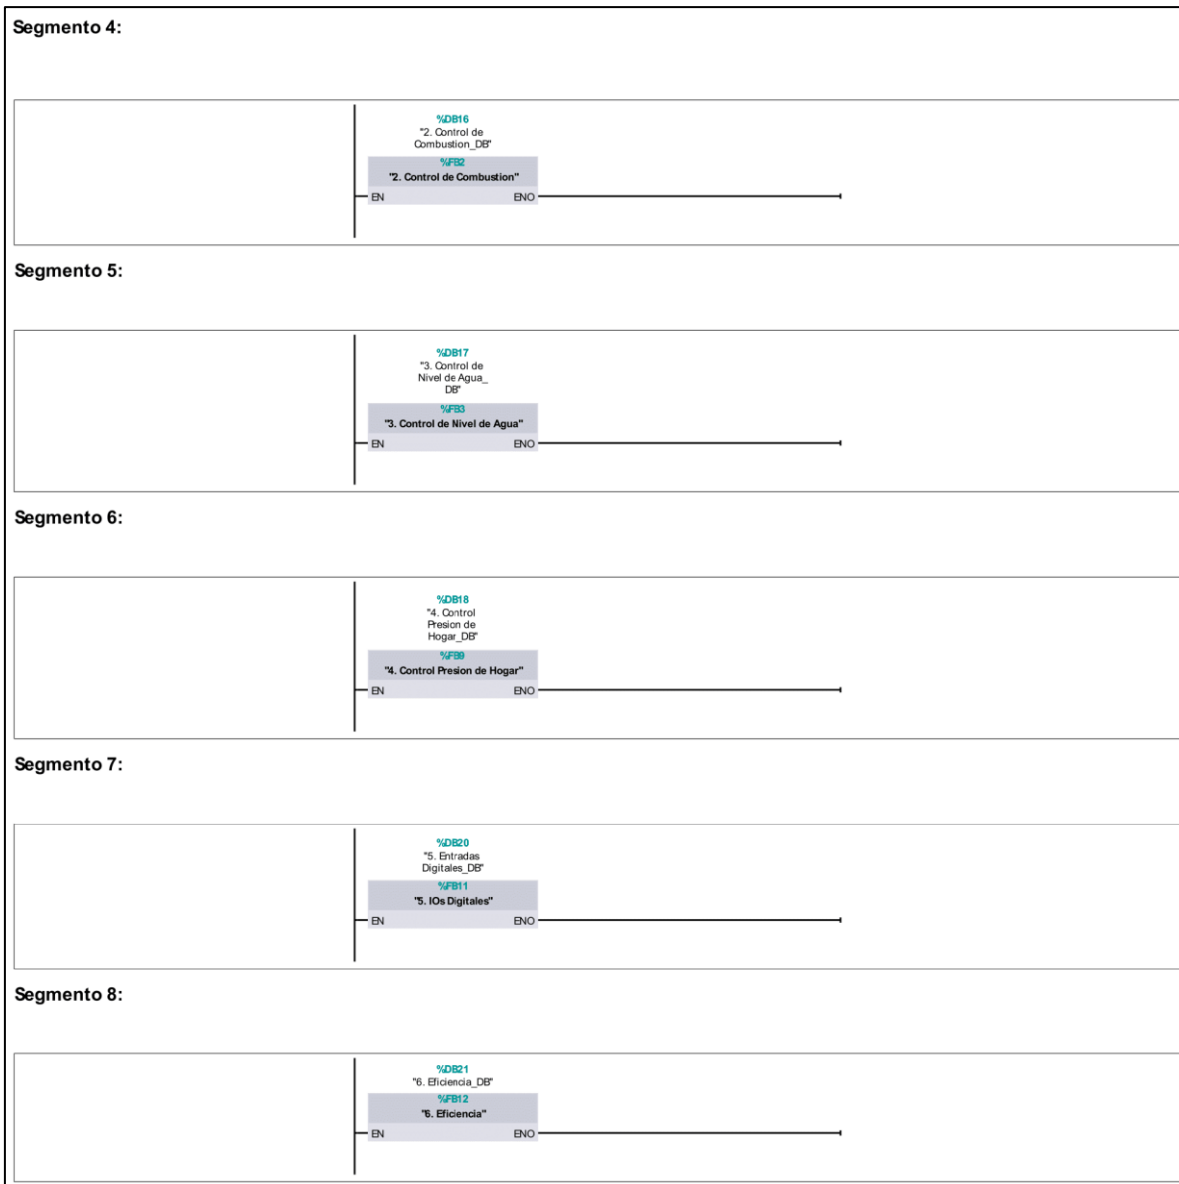 Segmento 4:
%DB16
"2. Control de
Combustion_DB"
%FB2
"2. Control de Combustion"
EN ENO
Segmento 5:
%DB17
"3. Control de
Nivel de Agua_
DB"
%FB3
"3. Control de Nivel de Agua"
EN ENO
Segmento 6:
%DB18
"4. Control
Presion de
Hogar_DB"
%FB9
"4. Control Presion de Hogar"
EN ENO
Segmento 7:
%DB20
"5. Entradas
Digitales_DB"
%FB11
"5. IOs Digitales"
EN ENO
Segmento 8:
%DB21
"6. Eficiencia_DB"
%FB12
"6. Eficiencia"
EN ENO